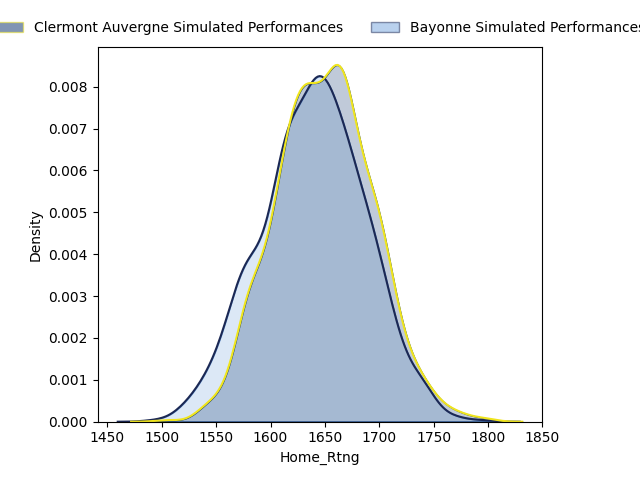 Clermont Auvergne Simulated Performances Bayonne Simulated Performances
0.008
0.007
0.006
0.005
0.004
0.003
0.002
0.001
0.000
Density
1450 1500 1550 1600 1650 1700 1750 1800 1850
Home_Rtng